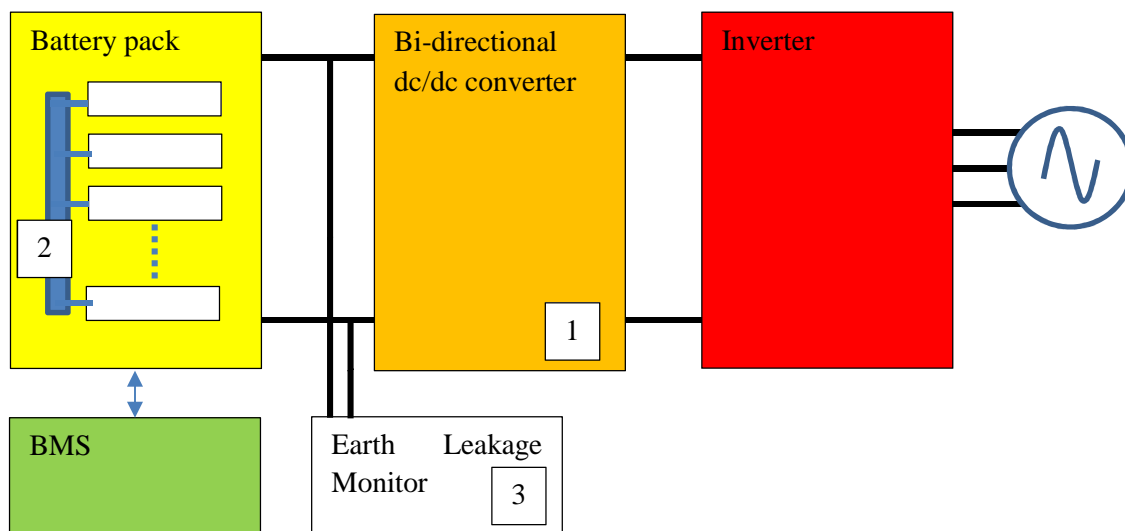 Battery pack
Bi-directional
dc/dc converter
Inverter
2
1
BMS
Earth Leakage
Monitor
3